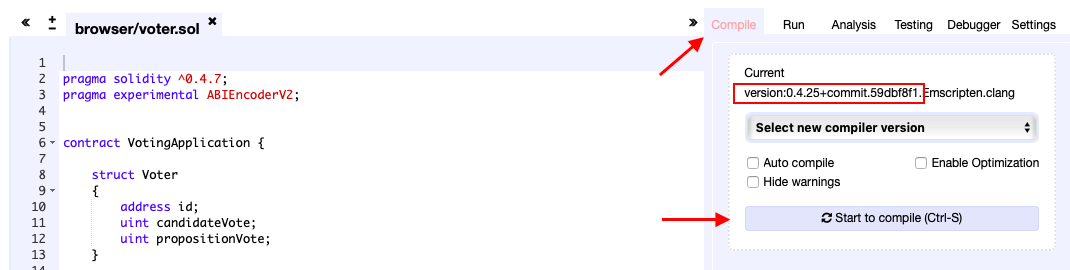 « ± browser/voter.sol × » Compile Run Analysis Testing Debugger Settings
1
2 pragma solidity ^0.4.7;
3 pragma experimental ABIEncoderV2;
4
5
6 contract VotingApplication {
7
8 struct Voter
9 {
10 address id;
11 uint candidateVote;
12 uint propositionVote;
13 }
14
Current
version:0.4.25+commit.59dbf8f1.Emscripten.clang
Select new compiler version
Auto compile Enable Optimization
Hide warnings
Start to compile (Ctrl-S)